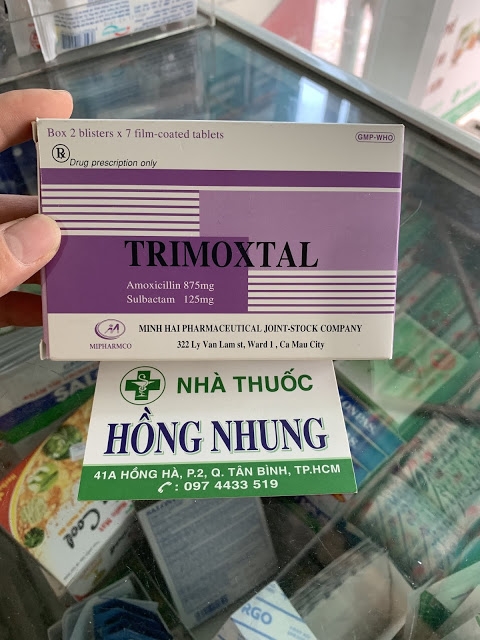 Box 2 blisters x 7 film-coated tablets
GMP-WHO
Rx Drug prescription only
TRIMOXTAL
Amoxicillin 875mg
Sulbactam 125mg
MIPHARMCO
MINH HAI PHARMACEUTICAL JOINT-STOCK COMPANY
322 Ly Van Lam st, Ward 1 , Ca Mau City
NHÀ THUỐC
HỒNG NHUNG
41A HỒNG HÀ, P.2, Q. TÂN BÌNH, TP.HCM
: 097 4433 519
Cool